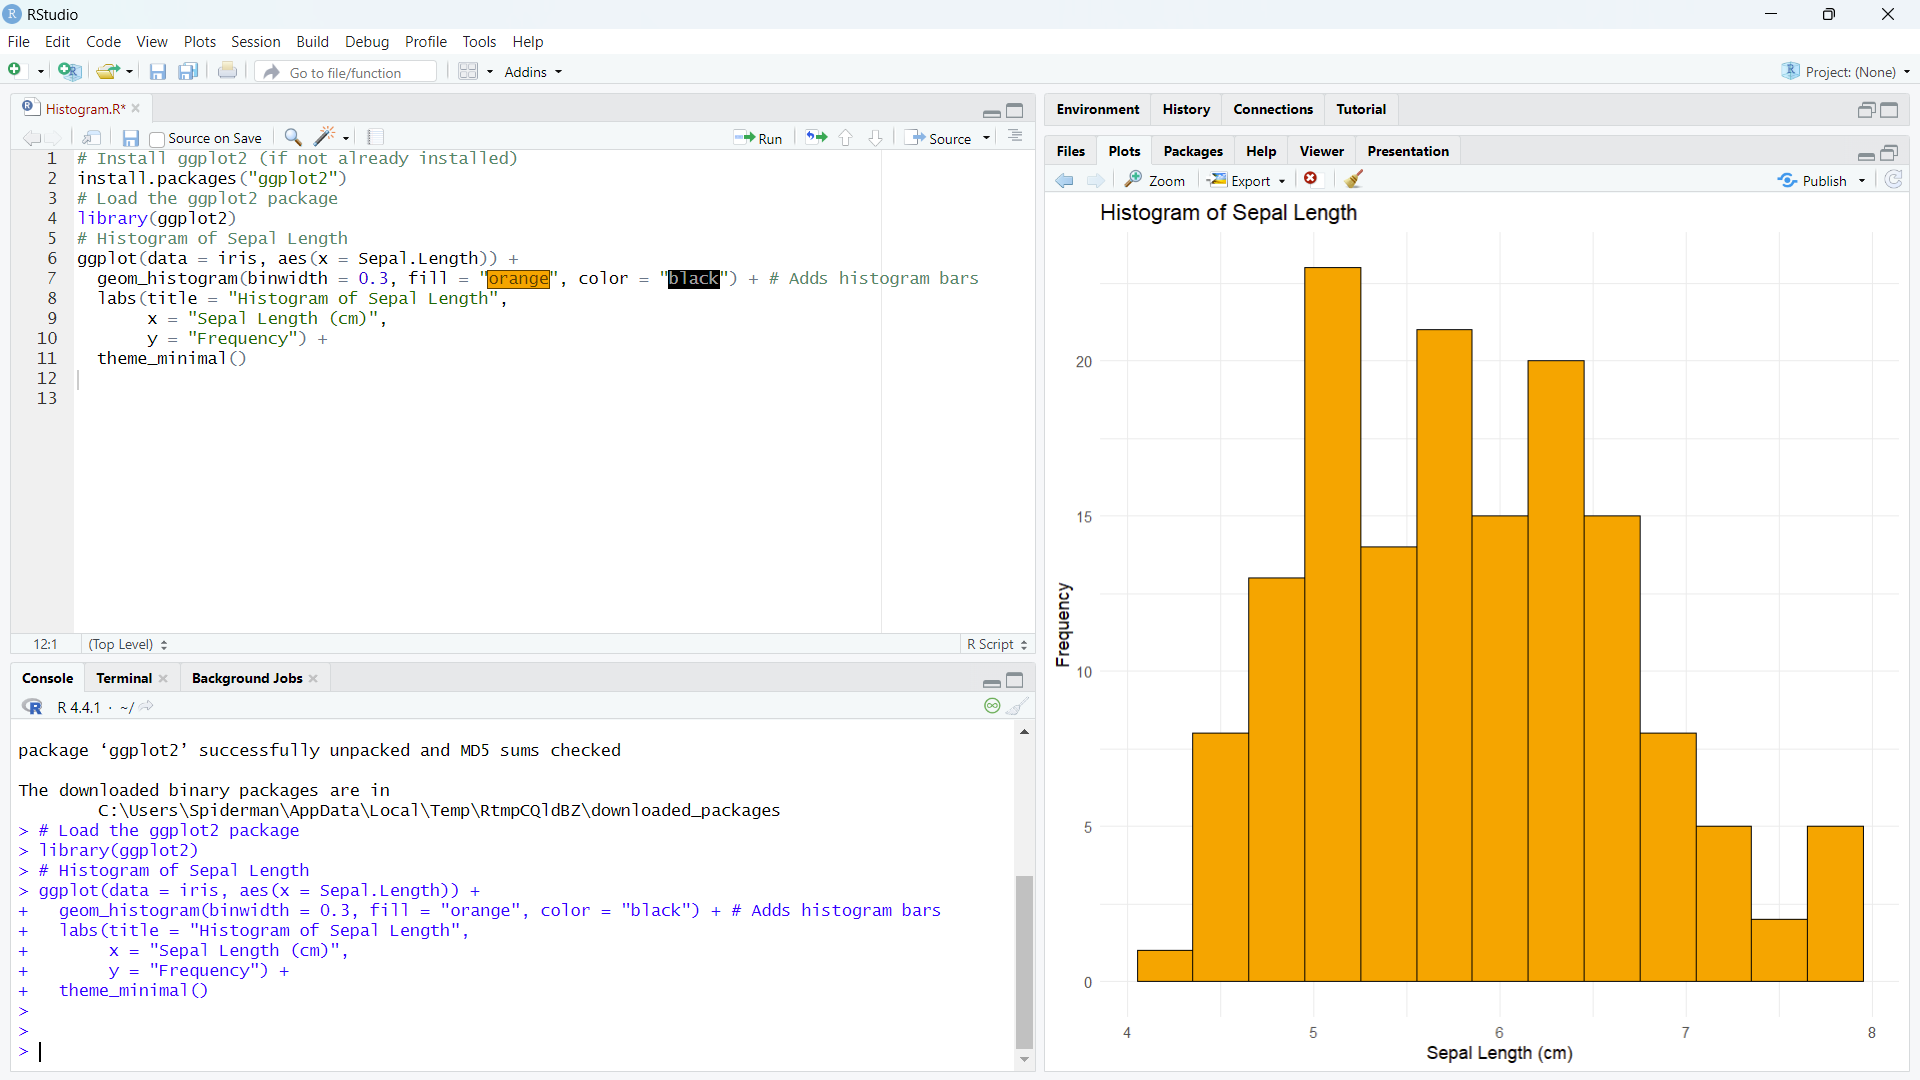 RStudio
File Edit Code View Plots Session Build Debug Profile Tools Help
Go to file/function Addins Project: (None)
Histogram.R*
Source on Save Run Source
1 # Install ggplot2 (if not already installed)
2 install.packages("ggplot2")
3 # Load the ggplot2 package
4 library(ggplot2)
5 # Histogram of Sepal Length
6 ggplot(data = iris, aes(x = Sepal.Length)) +
7   geom_histogram(binwidth = 0.3, fill = "orange", color = "black") + # Adds histogram bars
8   labs(title = "Histogram of Sepal Length",
9        x = "Sepal Length (cm)",
10        y = "Frequency") +
11   theme_minimal()
12
13
12:1 (Top Level) R Script
Console Terminal Background Jobs
R 4.4.1 · ~/
package ‘ggplot2’ successfully unpacked and MD5 sums checked
The downloaded binary packages are in
        C:\Users\Spiderman\AppData\Local\Temp\RtmpCQldBZ\downloaded_packages
> # Load the ggplot2 package
> library(ggplot2)
> # Histogram of Sepal Length
> ggplot(data = iris, aes(x = Sepal.Length)) +
+   geom_histogram(binwidth = 0.3, fill = "orange", color = "black") + # Adds histogram bars
+   labs(title = "Histogram of Sepal Length",
+        x = "Sepal Length (cm)",
+        y = "Frequency") +
+   theme_minimal()
>
>
>
Environment History Connections Tutorial
Files Plots Packages Help Viewer Presentation
Zoom Export Publish
Histogram of Sepal Length
20
15
10
5
0
Frequency
4 5 6 7 8
Sepal Length (cm)